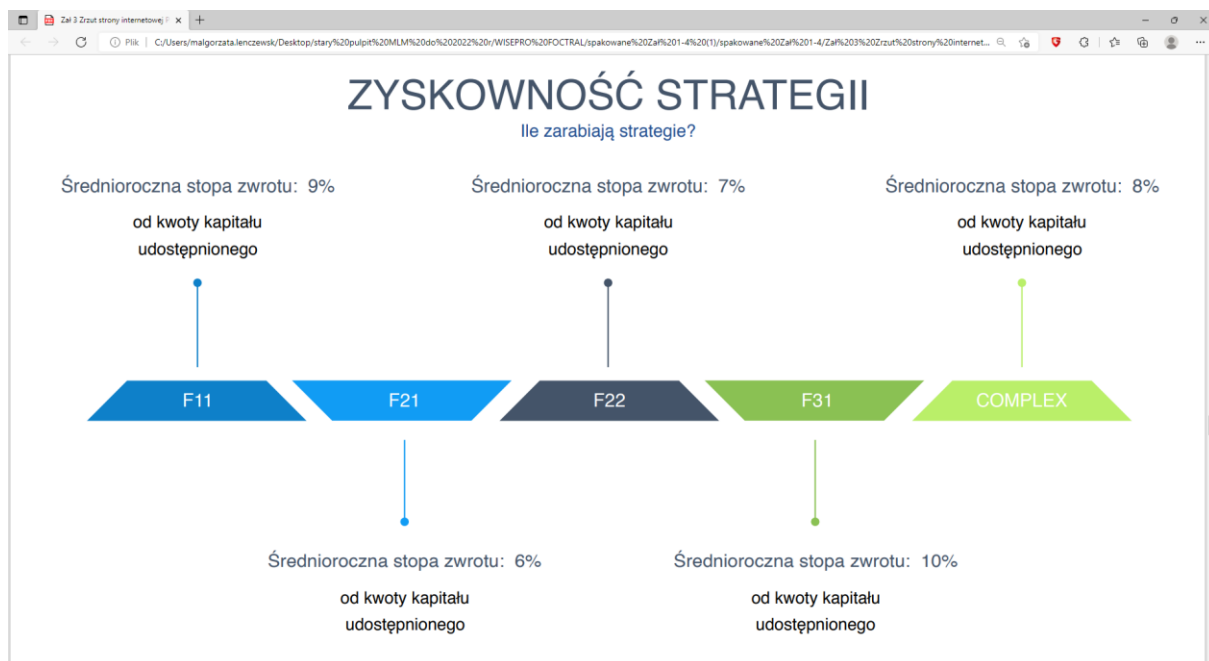 Zał 3 Zrzut strony internetowej P
Plik
C:/Users/malgorzata.lenczewsk/Desktop/stary%20pulpit%20MLM%20do%202022%20r/WISEPRO%20FOCTRAL/spakowane%20Zał%201-4%20(1)/spakowane%20Zał%201-4/Zał%203%20Zrzut%20strony%20internet...
ZYSKOWNOŚĆ STRATEGII
Ile zarabiają strategie?
Średnioroczna stopa zwrotu: 9%
od kwoty kapitału
udostępnionego
Średnioroczna stopa zwrotu: 7%
od kwoty kapitału
udostępnionego
Średnioroczna stopa zwrotu: 8%
od kwoty kapitału
udostępnionego
F11
F21
F22
F31
COMPLEX
Średnioroczna stopa zwrotu: 6%
od kwoty kapitału
udostępnionego
Średnioroczna stopa zwrotu: 10%
od kwoty kapitału
udostępnionego